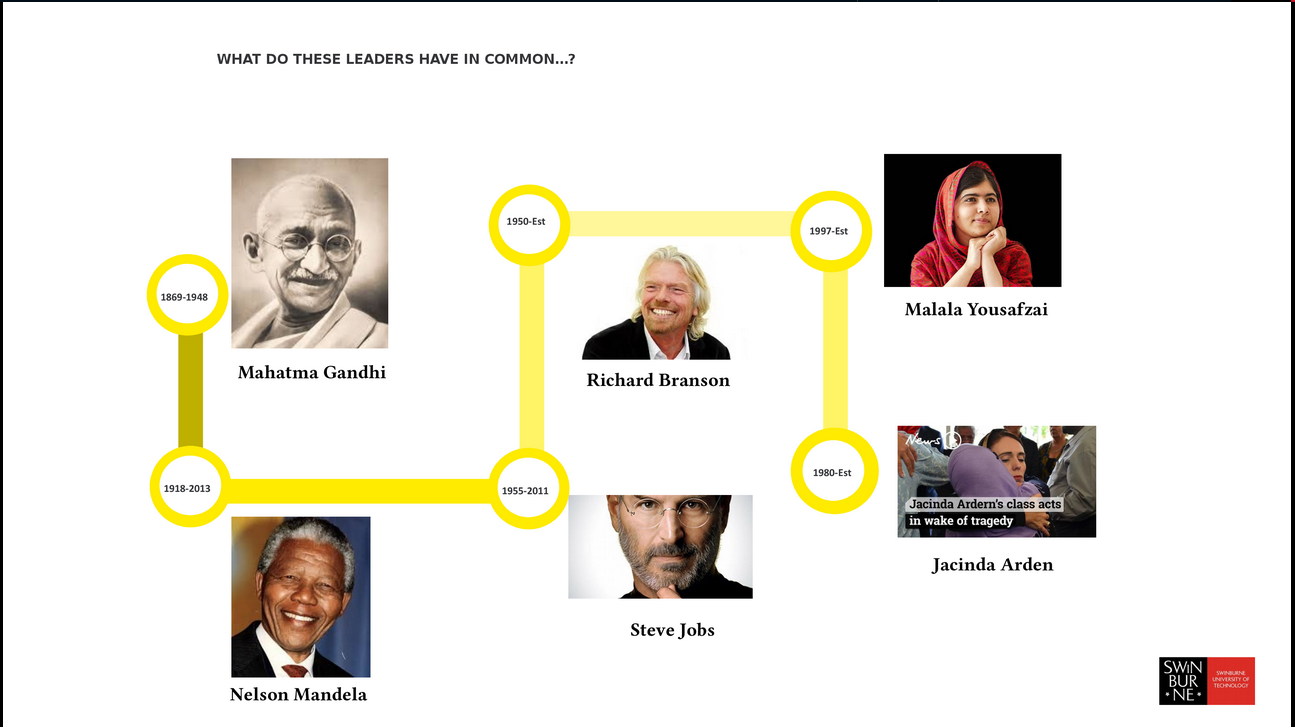 WHAT DO THESE LEADERS HAVE IN COMMON...?
1869-1948
Mahatma Gandhi
1918-2013
Nelson Mandela
1955-2011
Steve Jobs
1950-Est
Richard Branson
1997-Est
Malala Yousafzai
1980-Est
News
Jacinda Ardern's class acts
in wake of tragedy
Jacinda Arden
SWIN
BUR
NE
SWINBURNE
UNIVERSITY OF
TECHNOLOGY